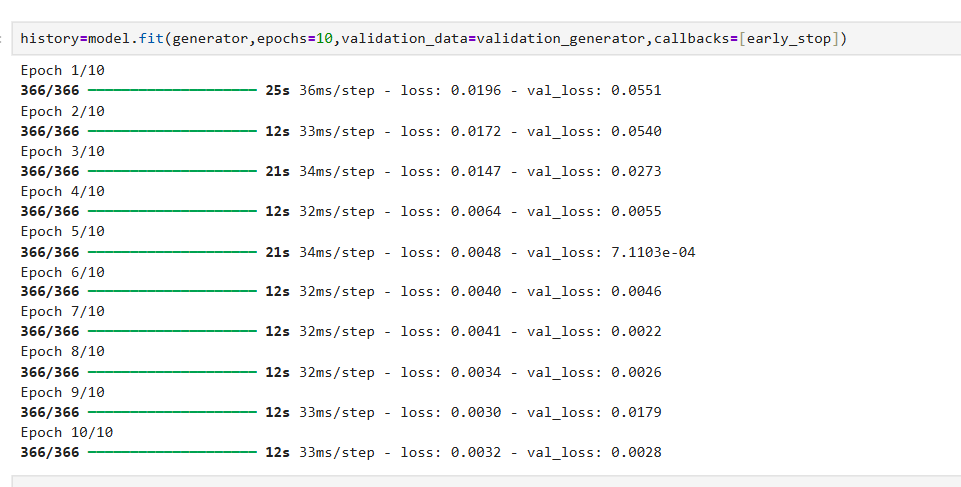 history=model.fit(generator,epochs=10,validation_data=validation_generator,callbacks=[early_stop])
Epoch 1/10
366/366 25s 36ms/step - loss: 0.0196 - val_loss: 0.0551
Epoch 2/10
366/366 12s 33ms/step - loss: 0.0172 - val_loss: 0.0540
Epoch 3/10
366/366 21s 34ms/step - loss: 0.0147 - val_loss: 0.0273
Epoch 4/10
366/366 12s 32ms/step - loss: 0.0064 - val_loss: 0.0055
Epoch 5/10
366/366 21s 34ms/step - loss: 0.0048 - val_loss: 7.1103e-04
Epoch 6/10
366/366 12s 32ms/step - loss: 0.0040 - val_loss: 0.0046
Epoch 7/10
366/366 12s 32ms/step - loss: 0.0041 - val_loss: 0.0022
Epoch 8/10
366/366 12s 32ms/step - loss: 0.0034 - val_loss: 0.0026
Epoch 9/10
366/366 12s 33ms/step - loss: 0.0030 - val_loss: 0.0179
Epoch 10/10
366/366 12s 33ms/step - loss: 0.0032 - val_loss: 0.0028